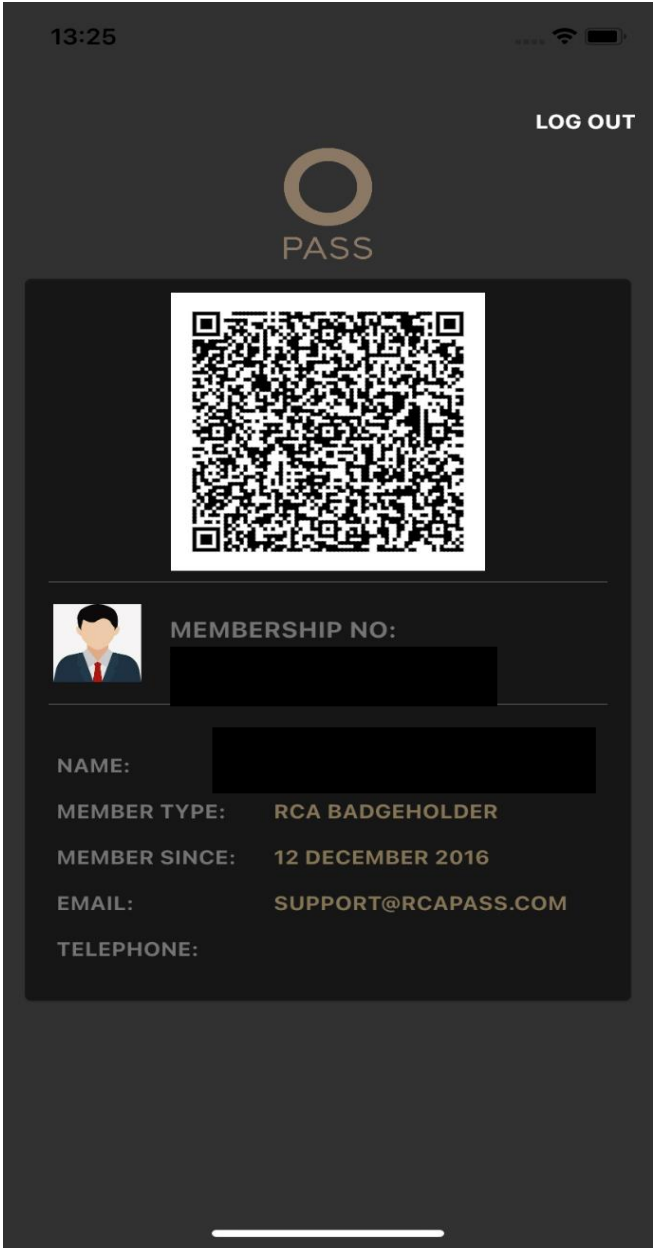 13:25
LOG OUT
PASS
MEMBERSHIP NO:
NAME:
MEMBER TYPE: RCA BADGEHOLDER
MEMBER SINCE: 12 DECEMBER 2016
EMAIL: SUPPORT@RCAPASS.COM
TELEPHONE: